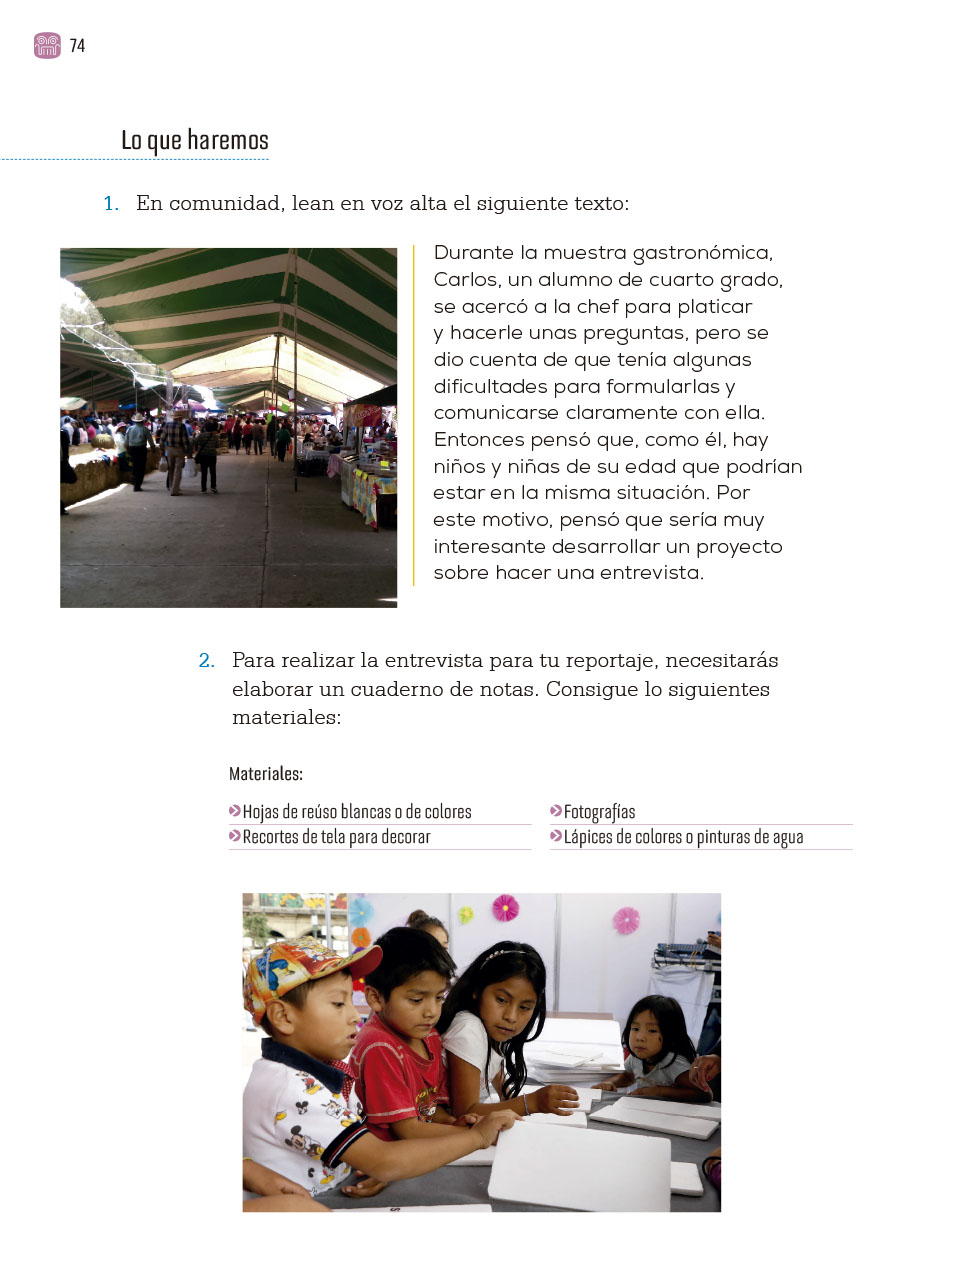 74
Lo que haremos
1. En comunidad, lean en voz alta el siguiente texto:
Durante la muestra gastronómica,
Carlos, un alumno de cuarto grado,
se acercó a la chef para platicar
y hacerle unas preguntas, pero se
dio cuenta de que tenía algunas
dificultades para formularlas y
comunicarse claramente con ella.
Entonces pensó que, como él, hay
niños y niñas de su edad que podrían
estar en la misma situación. Por
este motivo, pensó que sería muy
interesante desarrollar un proyecto
sobre hacer una entrevista.
2. Para realizar la entrevista para tu reportaje, necesitarás
elaborar un cuaderno de notas. Consigue lo siguientes
materiales:
Materiales:
Hojas de reúso blancas o de colores
Recortes de tela para decorar
Fotografías
Lápices de colores o pinturas de agua